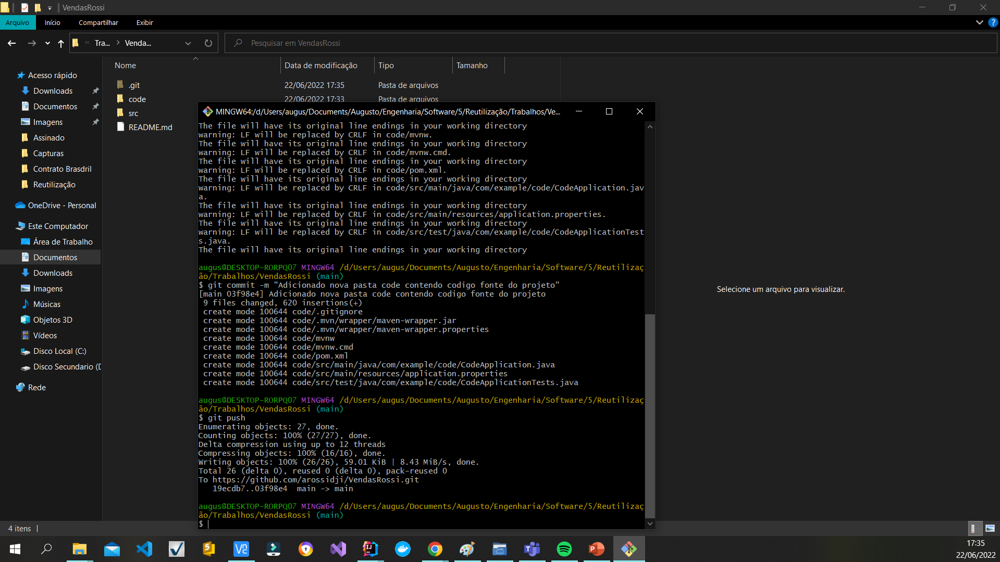 VendasRossi
Arquivo
Início
Compartilhar
Exibir
Tra...
Venda...
Pesquisar em VendasRossi
Nome
Data de modificação
Tipo
Tamanho
Acesso rápido
Downloads
Documentos
Imagens
Assinado
Capturas
Contrato Brasdril
Reutilização
OneDrive - Personal
Este Computador
Área de Trabalho
Documentos
Downloads
Imagens
Músicas
Objetos 3D
Vídeos
Disco Local (C:)
Disco Secundario (D
Rede
.git 22/06/2022 17:35 Pasta de arquivos
code 22/06/2022 17:33 Pasta de arquivos
src
README.md
MINGW64:/d/Users/augus/Documents/Augusto/Engenharia/Software/5/Reutilização/Trabalhos/Ve...
The file will have its original line endings in your working directory
warning: LF will be replaced by CRLF in code/mvnw.
The file will have its original line endings in your working directory
warning: LF will be replaced by CRLF in code/mvnw.cmd.
The file will have its original line endings in your working directory
warning: LF will be replaced by CRLF in code/pom.xml.
The file will have its original line endings in your working directory
warning: LF will be replaced by CRLF in code/src/main/java/com/example/code/CodeApplication.jav
a.
The file will have its original line endings in your working directory
warning: LF will be replaced by CRLF in code/src/main/resources/application.properties.
The file will have its original line endings in your working directory
warning: LF will be replaced by CRLF in code/src/test/java/com/example/code/CodeApplicationTest
s.java.
The file will have its original line endings in your working directory
augus@DESKTOP-RORPQ07 MINGW64 /d/Users/augus/Documents/Augusto/Engenharia/Software/5/Reutilizaç
ão/Trabalhos/VendasRossi (main)
$ git commit -m "Adicionado nova pasta code contendo codigo fonte do projeto"
[main 03f98e4] Adicionado nova pasta code contendo codigo fonte do projeto
9 files changed, 620 insertions(+)
create mode 100644 code/.gitignore
create mode 100644 code/.mvn/wrapper/maven-wrapper.jar
create mode 100644 code/.mvn/wrapper/maven-wrapper.properties
create mode 100644 code/mvnw
create mode 100644 code/mvnw.cmd
create mode 100644 code/pom.xml
create mode 100644 code/src/main/java/com/example/code/CodeApplication.java
create mode 100644 code/src/main/resources/application.properties
create mode 100644 code/src/test/java/com/example/code/CodeApplicationTests.java
augus@DESKTOP-RORPQ07 MINGW64 /d/Users/augus/Documents/Augusto/Engenharia/Software/5/Reutilizaç
ão/Trabalhos/VendasRossi (main)
$ git push
Enumerating objects: 27, done.
Counting objects: 100% (27/27), done.
Delta compression using up to 12 threads
Compressing objects: 100% (16/16), done.
Writing objects: 100% (26/26), 59.01 KiB | 8.43 MiB/s, done.
Total 26 (delta 0), reused 0 (delta 0), pack-reused 0
To https://github.com/arossidji/VendasRossi.git
19ecdb7..03f98e4  main -> main
augus@DESKTOP-RORPQ07 MINGW64 /d/Users/augus/Documents/Augusto/Engenharia/Software/5/Reutilizaç
ão/Trabalhos/VendasRossi (main)
$
Selecione um arquivo para visualizar.
4 itens
17:35
22/06/2022